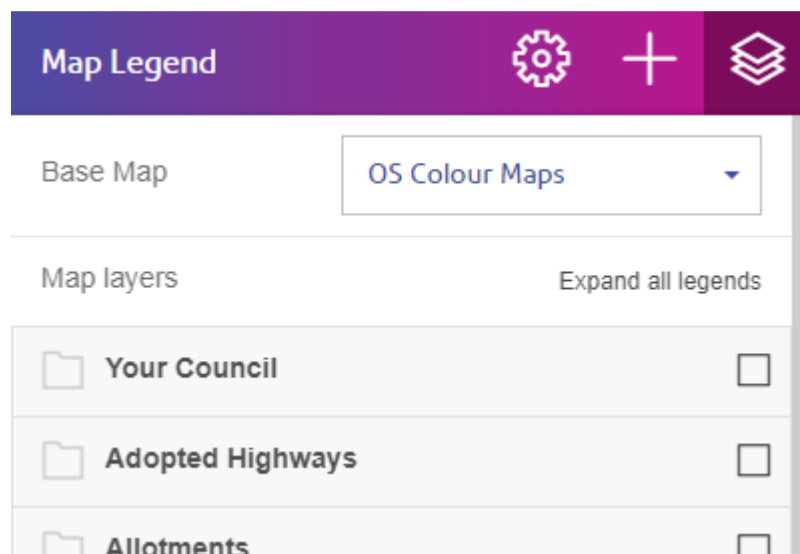 Map Legend
Base Map
OS Colour Maps
Map layers
Expand all legends
Your Council
Adopted Highways
Allotments